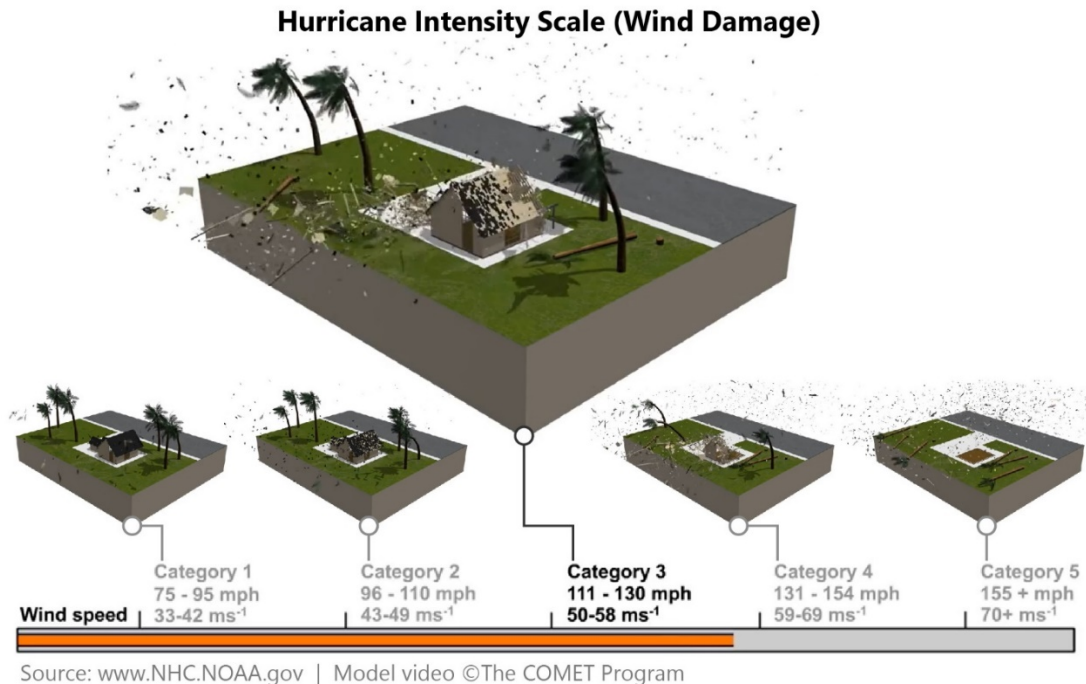 Hurricane Intensity Scale (Wind Damage)
Category 1
75 - 95 mph
33-42 ms⁻¹
Category 2
96 - 110 mph
43-49 ms⁻¹
Category 3
111 - 130 mph
50-58 ms⁻¹
Category 4
131 - 154 mph
59-69 ms⁻¹
Category 5
155 + mph
70+ ms⁻¹
Wind speed
Source: www.NHC.NOAA.gov | Model video ©The COMET Program